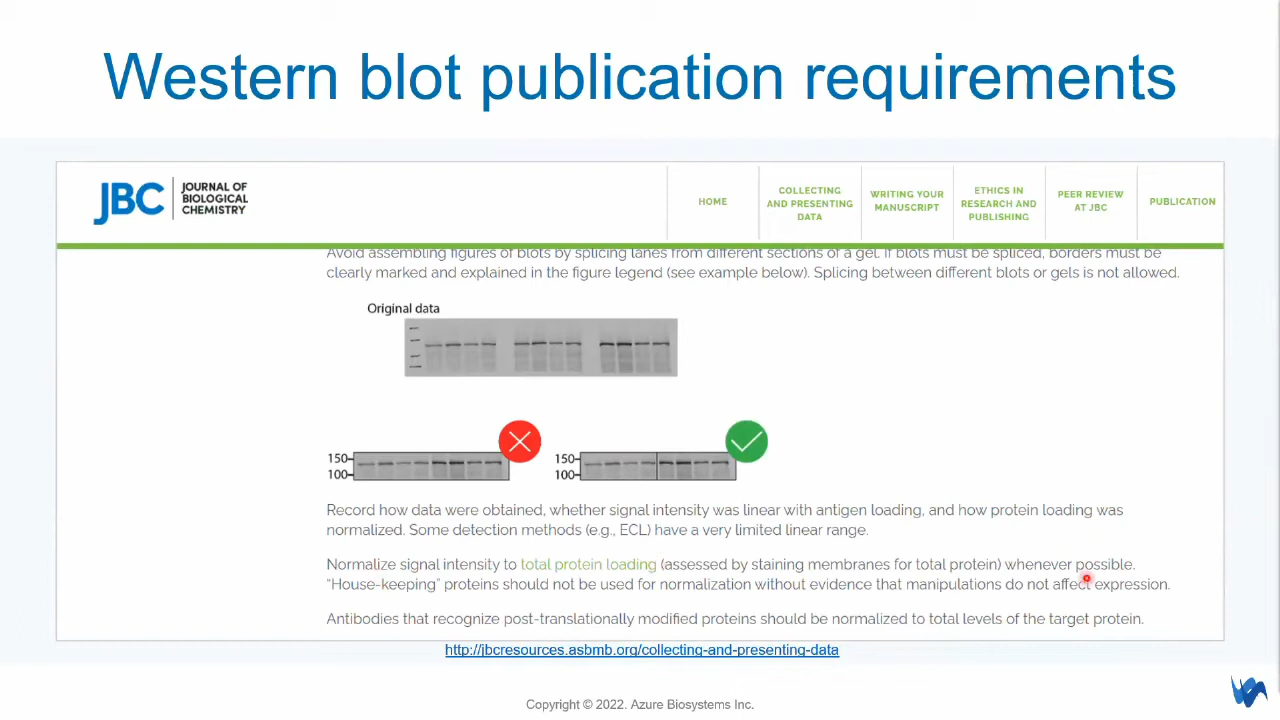 Western blot publication requirements
JBC
JOURNAL OF
BIOLOGICAL
CHEMISTRY
HOME
COLLECTING
AND PRESENTING
DATA
WRITING YOUR
MANUSCRIPT
ETHICS IN
RESEARCH AND
PUBLISHING
PEER REVIEW
AT JBC
PUBLICATION
Avoid assembling figures of blots by splicing lanes from different sections of a gel. If blots must be spliced, borders must be
clearly marked and explained in the figure legend (see example below). Splicing between different blots or gels is not allowed.
Original data
150
100
150
100
Record how data were obtained, whether signal intensity was linear with antigen loading, and how protein loading was
normalized. Some detection methods (e.g., ECL) have a very limited linear range.
Normalize signal intensity to total protein loading (assessed by staining membranes for total protein) whenever possible.
“House-keeping” proteins should not be used for normalization without evidence that manipulations do not affect expression.
Antibodies that recognize post-translationally modified proteins should be normalized to total levels of the target protein.
http://jbcresources.asbmb.org/collecting-and-presenting-data
Copyright © 2022. Azure Biosystems Inc.